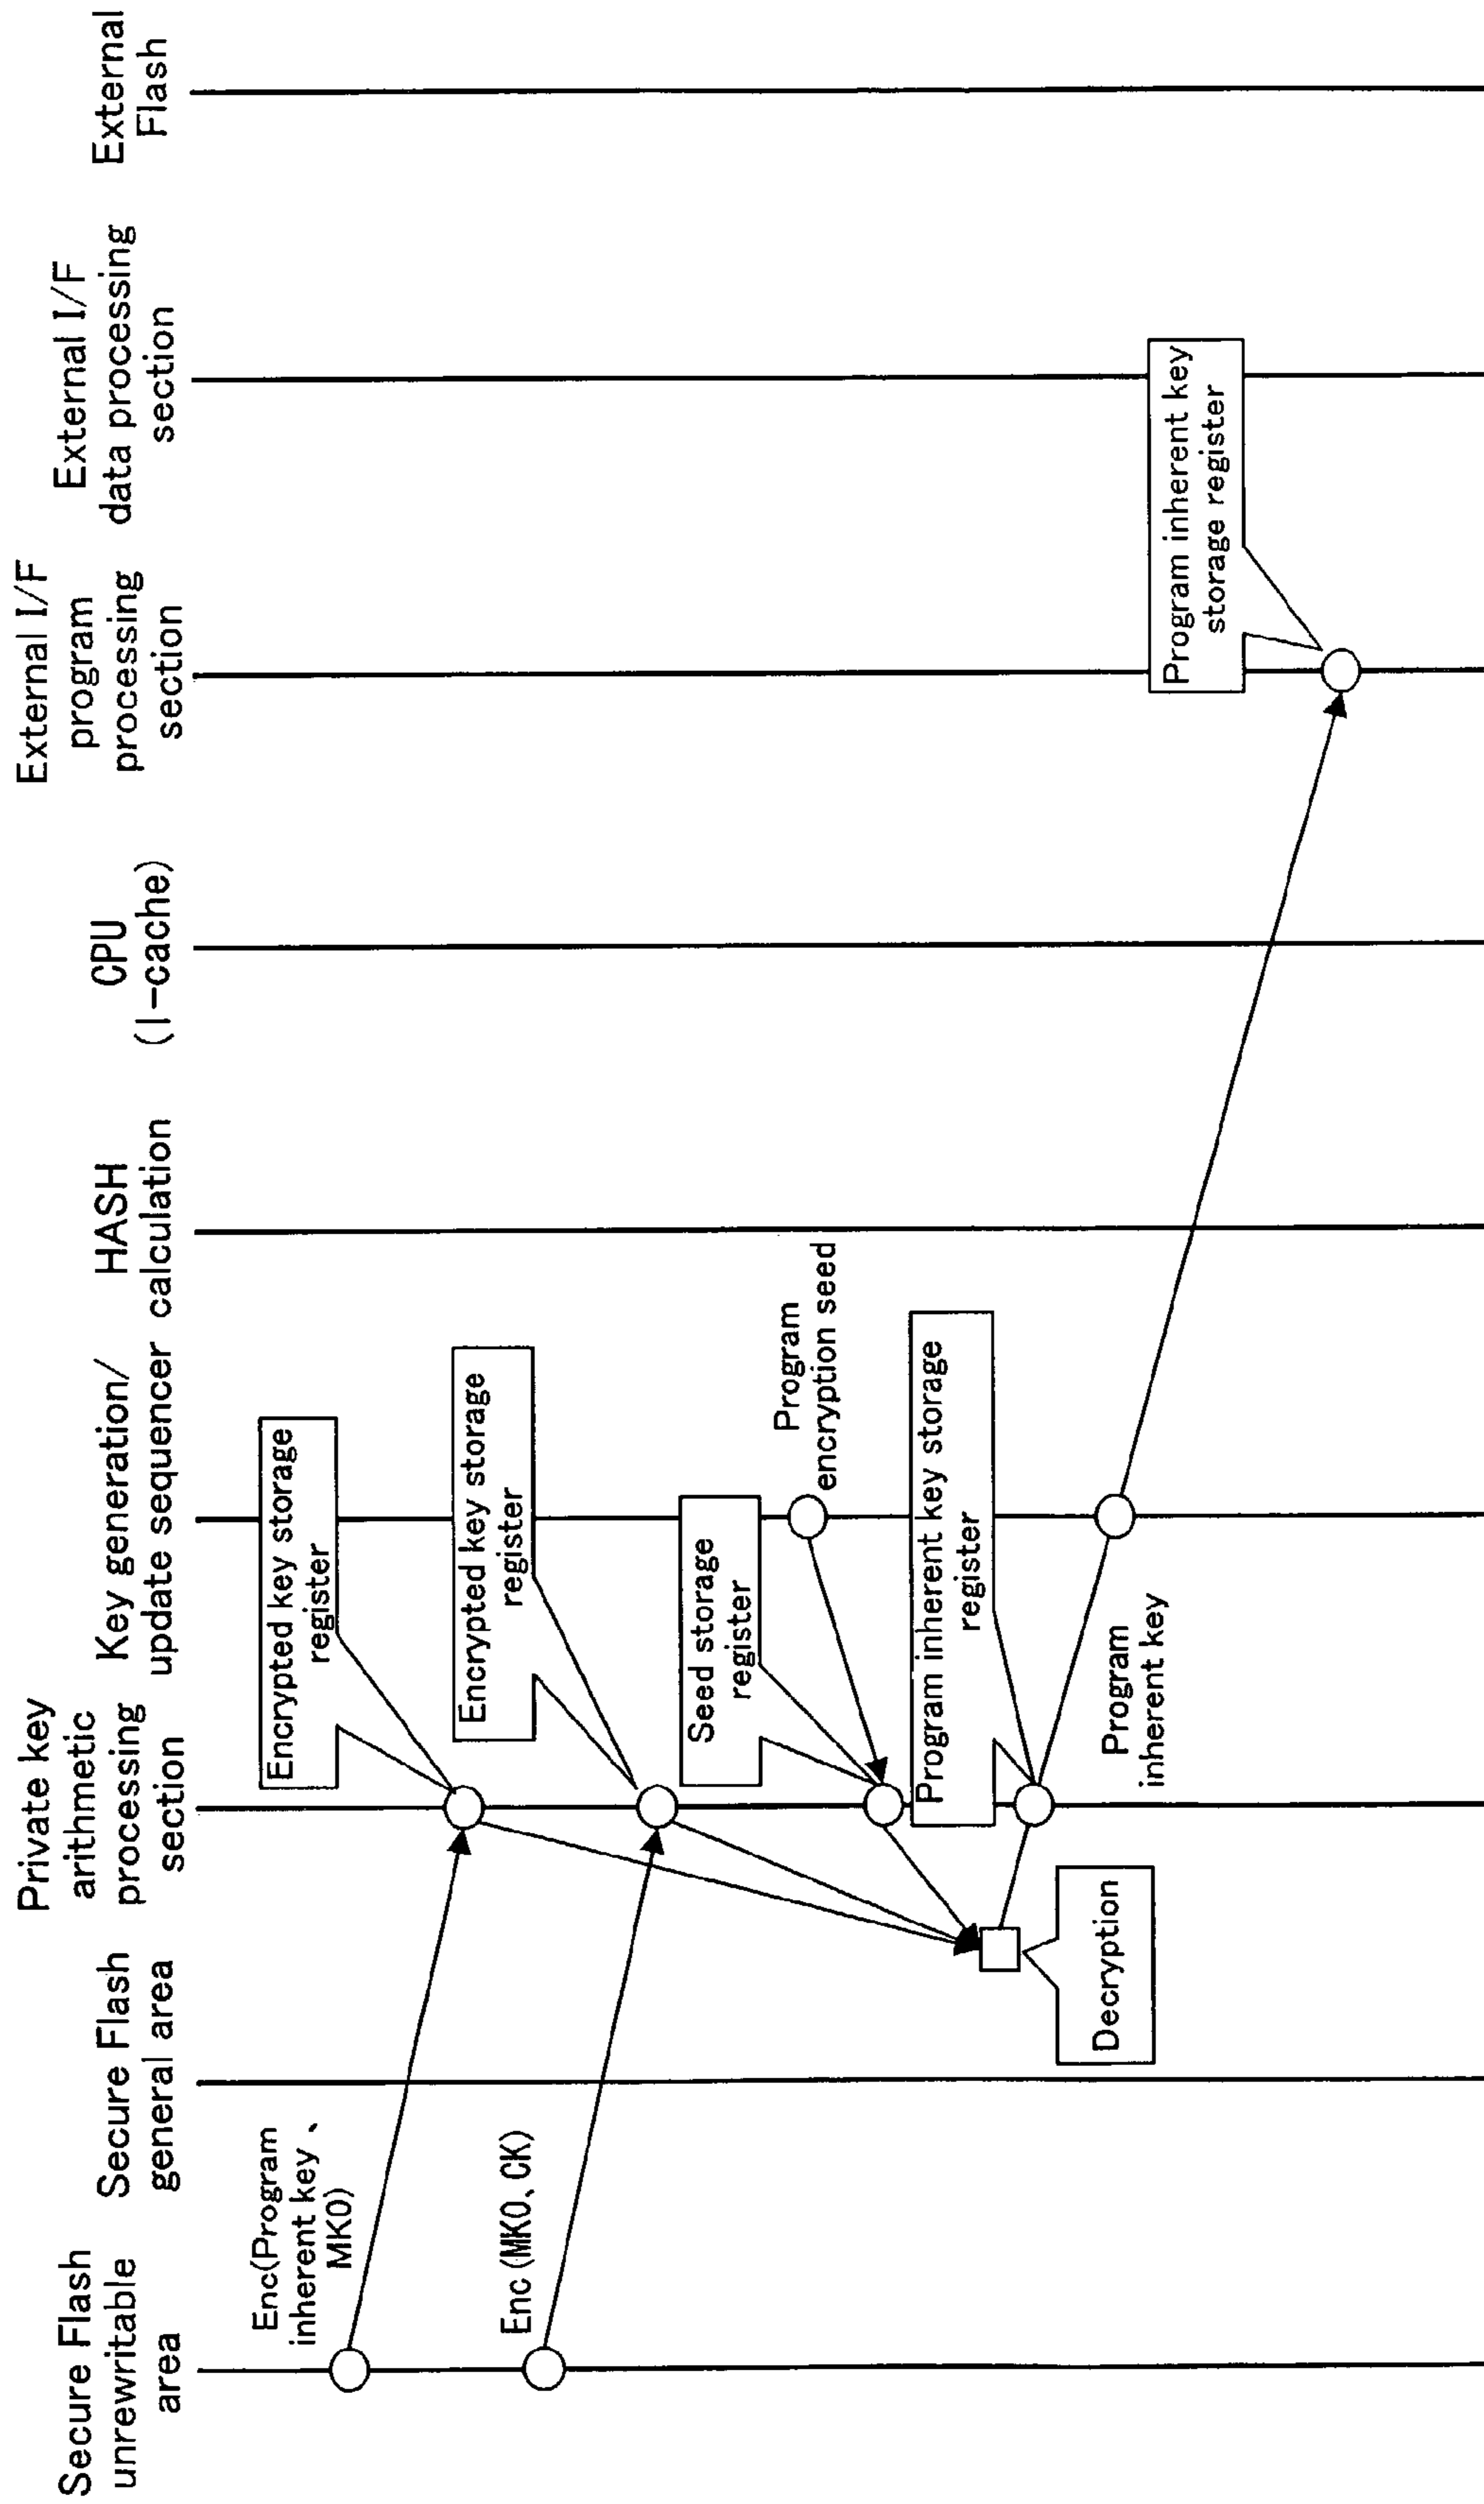 Secure Flash
unrewritable
area
Secure Flash
general area
Private key
arithmetic
processing
section
Key generation/
update sequencer
HASH
calculation
CPU
(I-cache)
External I/F
program
processing
section
External I/F
data processing
section
External
Flash
Enc(Program
inherent key、
MK0)
Encrypted key storage
register
Enc(MK0、CK)
Encrypted key storage
register
Seed storage
register
Program
encryption seed
Program inherent key storage
register
Decryption
Program
inherent key
Program inherent key
storage register